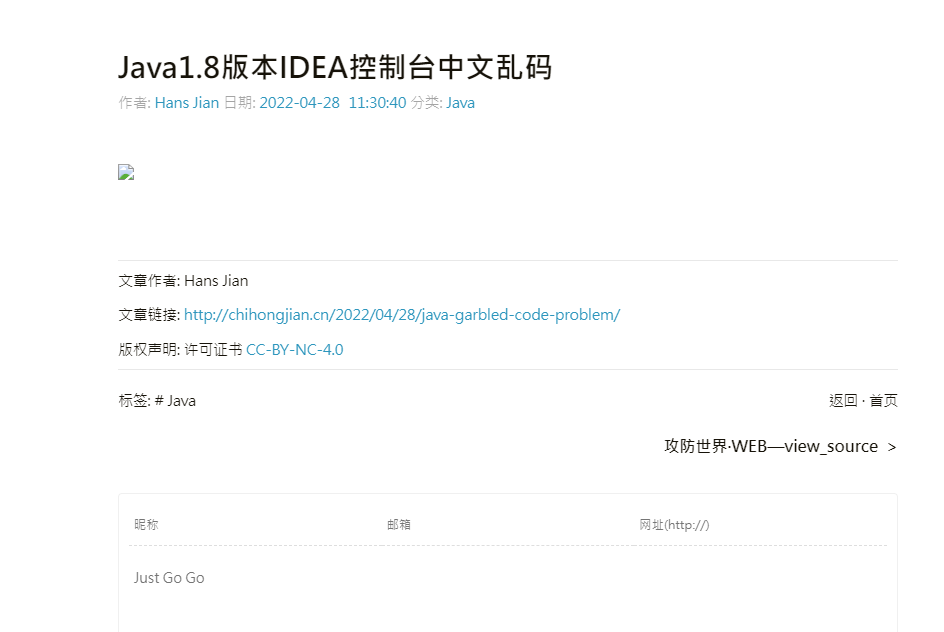 Java1.8版本IDEA控制台中文乱码
作者: Hans Jian 日期: 2022-04-28 11:30:40 分类: Java
文章作者: Hans Jian
文章链接: http://chihongjian.cn/2022/04/28/java-garbled-code-problem/
版权声明: 许可证书 CC-BY-NC-4.0
标签: # Java 返回 · 首页
攻防世界·WEB—view_source >
昵称 邮箱 网址(http://)
Just Go Go